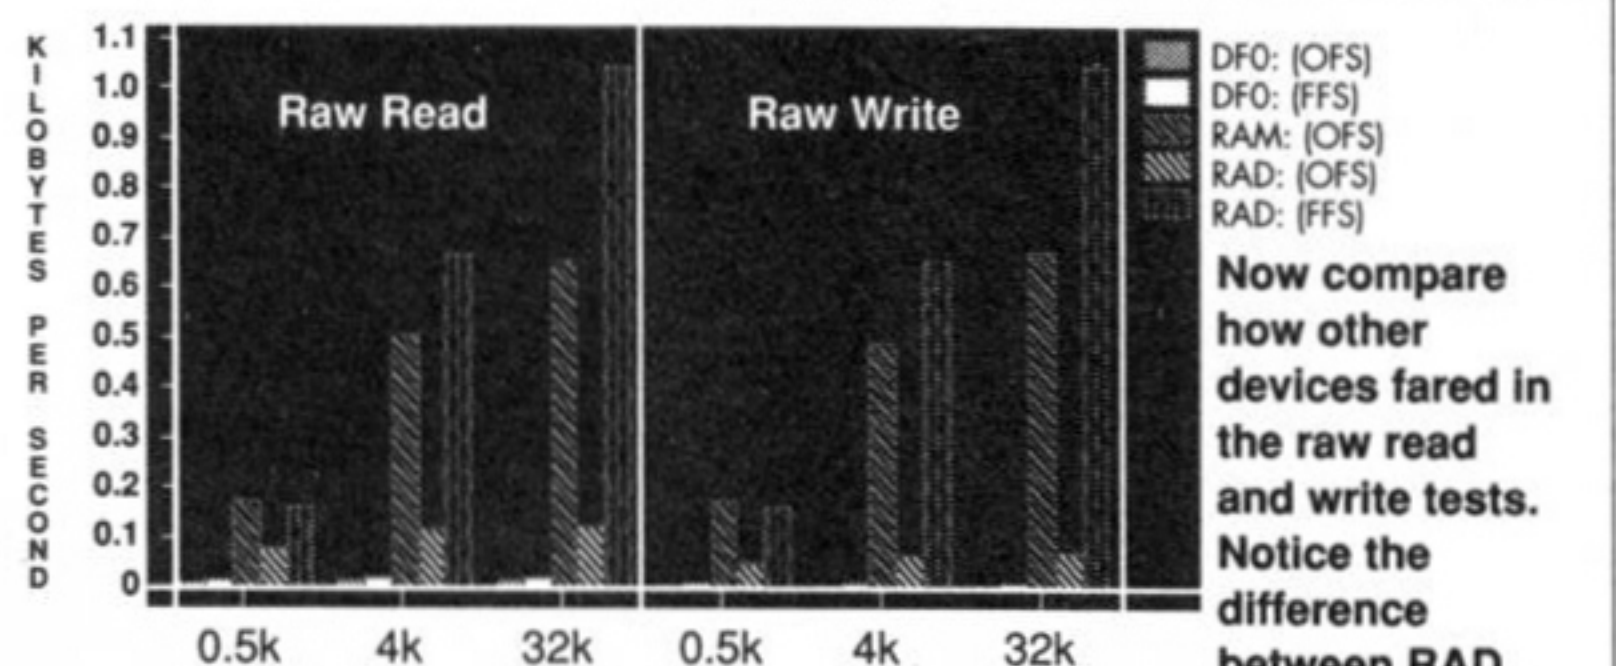 KILOBYTES PER SECOND
1.1
1.0
0.9
0.8
0.7
0.6
0.5
0.4
0.3
0.2
0.1
0
Raw Read
Raw Write
0.5k 4k 32k 0.5k 4k 32k
DF0: (OFS)
DF0: (FFS)
RAM: (OFS)
RAD: (OFS)
RAD: (FFS)
Now compare
how other
devices fared in
the raw read
and write tests.
Notice the
difference
between RAD